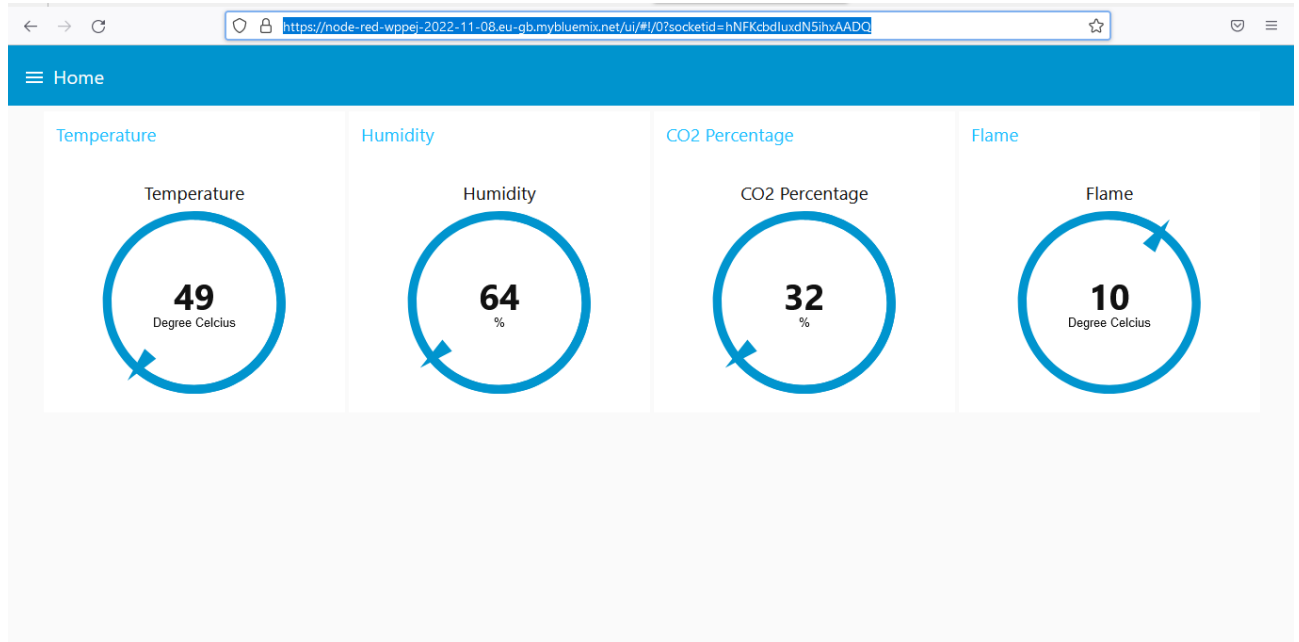 https://node-red-wppej-2022-11-08.eu-gb.mybluemix.net/ui/#!/0?socketid=hNFKcbdIuxdN5ihxAADQ
Home
Temperature
Humidity
CO2 Percentage
Flame
Temperature
49
Degree Celcius
Humidity
64
%
CO2 Percentage
32
%
Flame
10
Degree Celcius